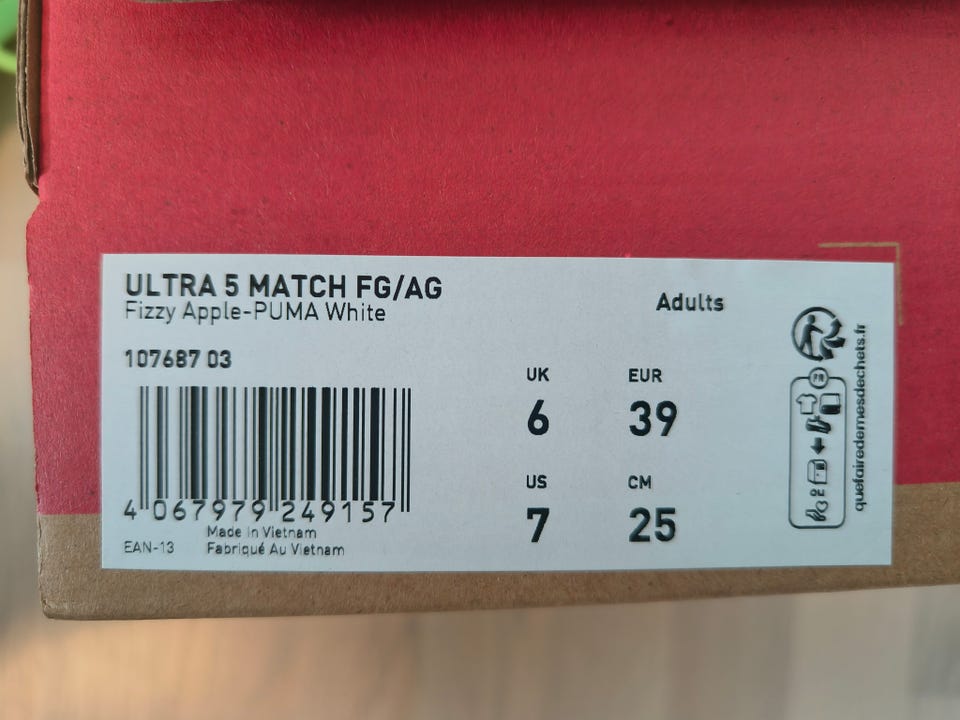 ULTRA 5 MATCH FG/AG
Fizzy Apple-PUMA White
Adults
107687 03
UK
EUR
6
39
US
CM
7
25
4 067979 249157
Made in Vietnam
EAN-13
Fabriqué Au Vietnam
FR
quefairedemesdechets.fr